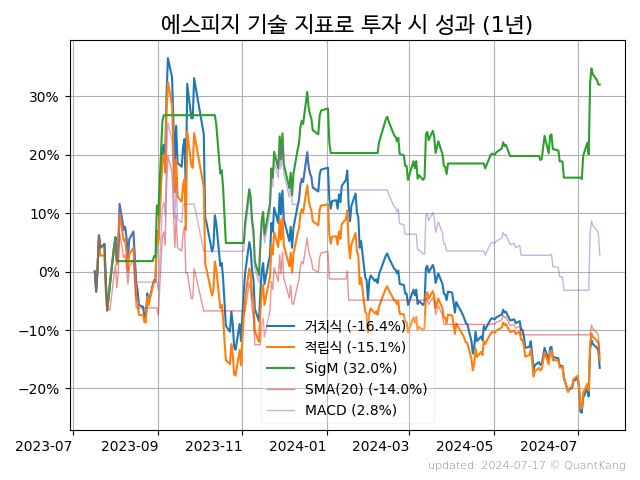 에스피지 기술 지표로 투자 시 성과 (1년)
30%
20%
10%
0%
−10%
−20%
거치식 (-16.4%)
적립식 (-15.1%)
SigM (32.0%)
SMA(20) (-14.0%)
MACD (2.8%)
2023-07 2023-09 2023-11 2024-01 2024-03 2024-05 2024-07
updated: 2024-07-17 © QuantKang